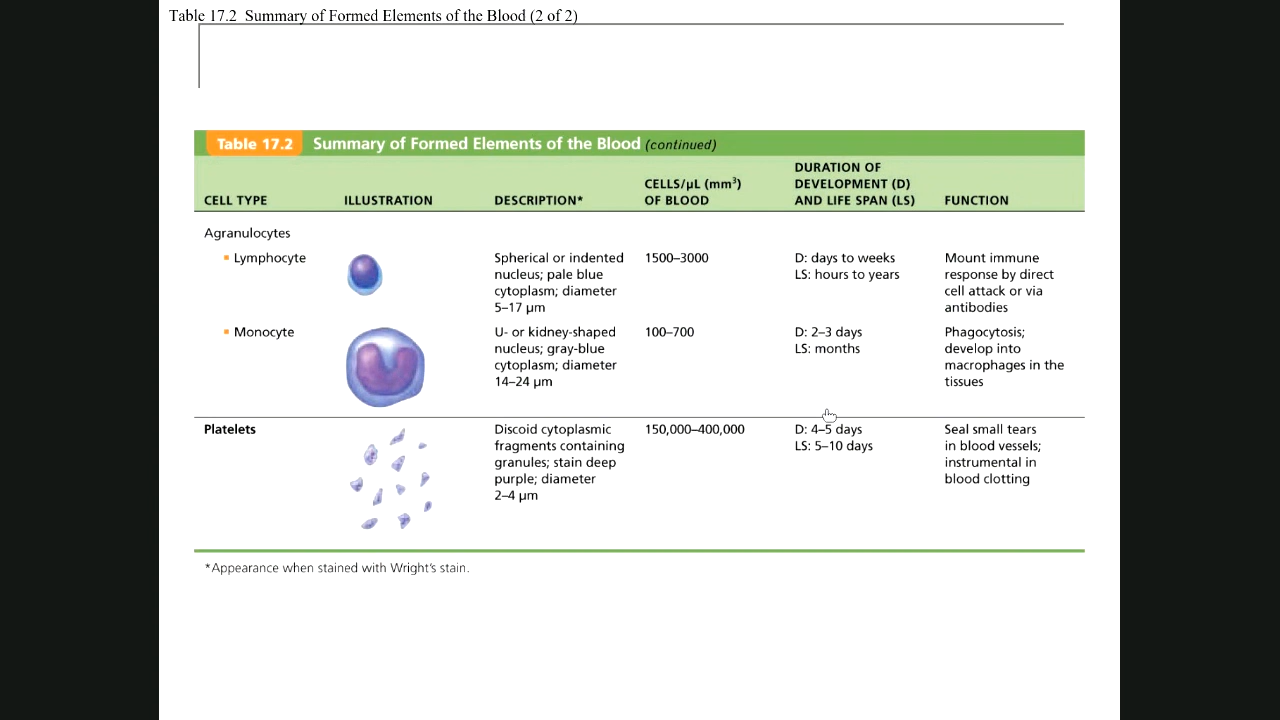 Table 17.2 Summary of Formed Elements of the Blood (2 of 2)
Table 17.2 Summary of Formed Elements of the Blood (continued)
CELL TYPE
ILLUSTRATION
DESCRIPTION*
CELLS/μL (mm³)
OF BLOOD
DURATION OF
DEVELOPMENT (D)
AND LIFE SPAN (LS)
FUNCTION
Agranulocytes
▪ Lymphocyte
Spherical or indented
nucleus; pale blue
cytoplasm; diameter
5–17 μm
1500–3000
D: days to weeks
LS: hours to years
Mount immune
response by direct
cell attack or via
antibodies
▪ Monocyte
U- or kidney-shaped
nucleus; gray-blue
cytoplasm; diameter
14–24 μm
100–700
D: 2–3 days
LS: months
Phagocytosis;
develop into
macrophages in the
tissues
Platelets
Discoid cytoplasmic
fragments containing
granules; stain deep
purple; diameter
2–4 μm
150,000–400,000
D: 4–5 days
LS: 5–10 days
Seal small tears
in blood vessels;
instrumental in
blood clotting
*Appearance when stained with Wright's stain.